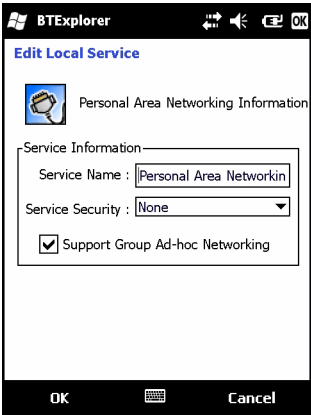 BTExplorer OK
Edit Local Service
Personal Area Networking Information
Service Information
Service Name : Personal Area Networkin
Service Security : None
Support Group Ad-hoc Networking
OK Cancel